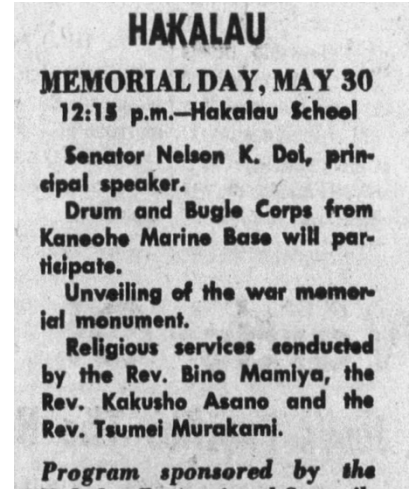 HAKALAU
MEMORIAL DAY, MAY 30
12:15 p.m.—Hakalau School
Senator Nelson K. Doi, prin-
cipal speaker.
Drum and Bugle Corps from
Kaneohe Marine Base will par-
ticipate.
Unveiling of the war memor-
ial monument.
Religious services conducted
by the Rev. Bino Mamiya, the
Rev. Kakusho Asano and the
Rev. Tsumei Murakami.
Program sponsored by the